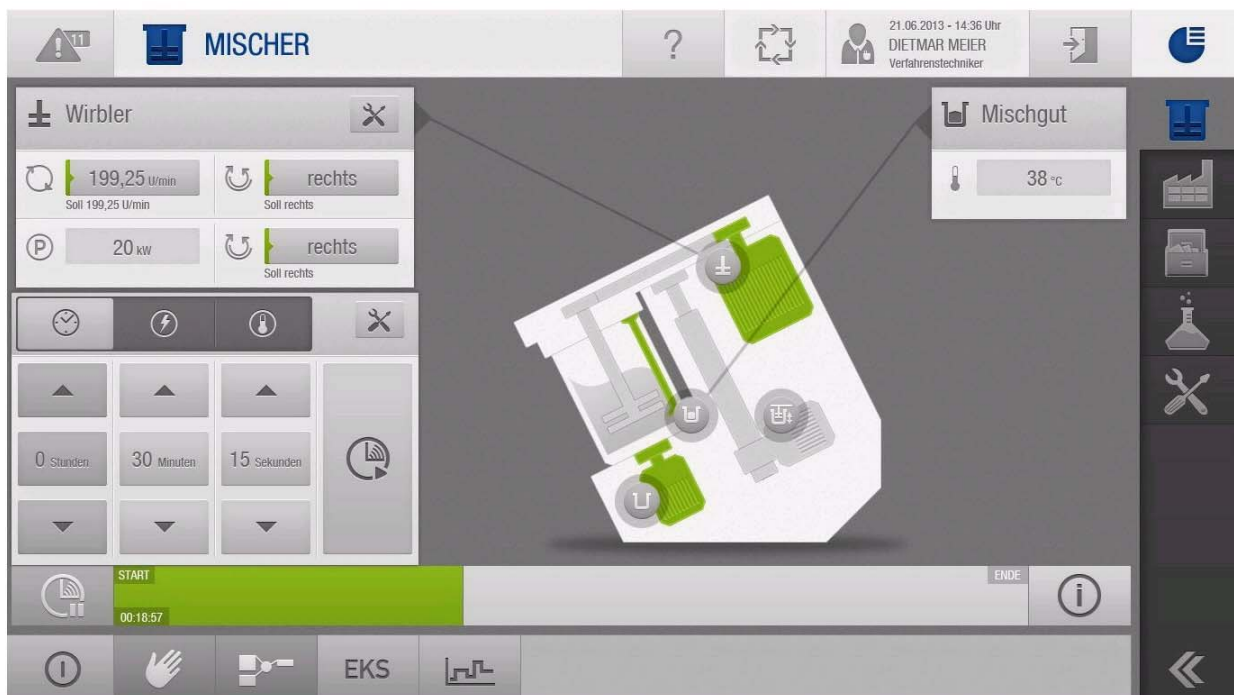 11
MISCHER
?
21.06.2013 - 14:36 Uhr
DIETMAR MEIER
Verfahrenstechniker
Wirbler
199,25 U/min
Soll 199,25 U/min
rechts
Soll rechts
P
20 kW
rechts
Soll rechts
Mischgut
38 °C
0 Stunden
30 Minuten
15 Sekunden
START
ENDE
00:18:57
i
EKS